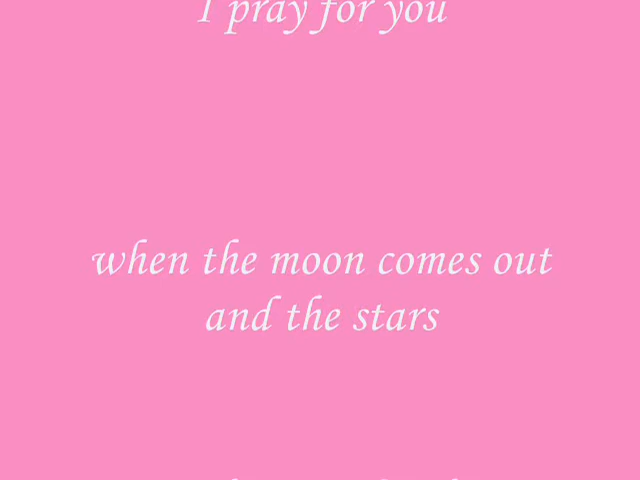 I pray for you
when the moon comes out
and the stars